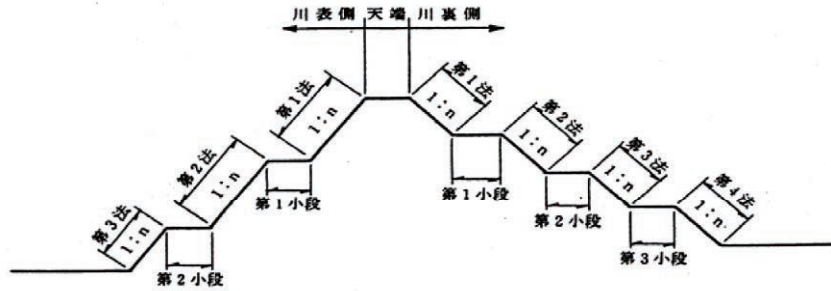 川表側 天端 川裏側
第1法
1:n
第2法
1:n
第3法
1:n
第1小段
第2小段
第1法
1:n
第2法
1:n
第3法
1:n
第4法
1:n
第1小段
第2小段
第3小段